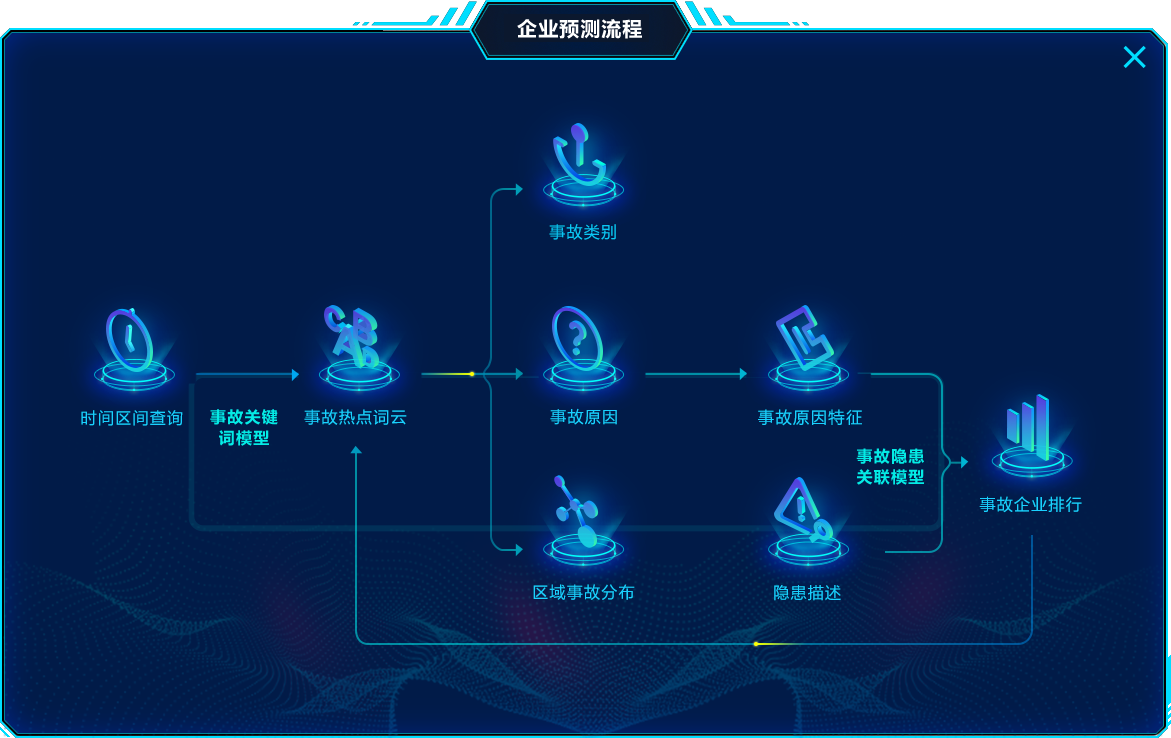 企业预测流程
事故类别
时间区间查询
事故关键
词模型
事故热点词云
事故原因
事故原因特征
事故隐患
关联模型
事故企业排行
区域事故分布
隐患描述